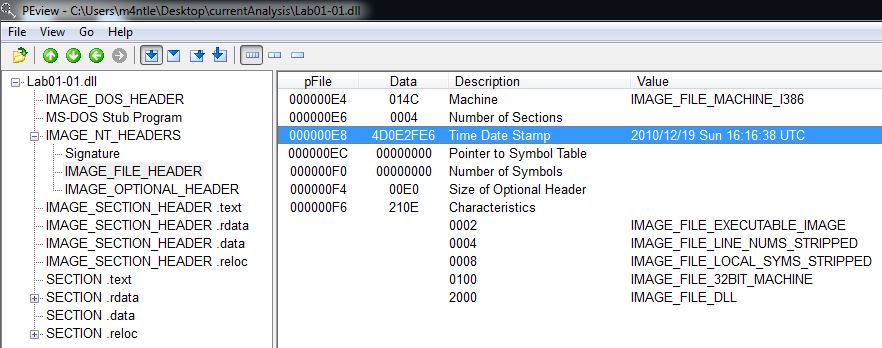 PEview - C:\Users\m4ntle\Desktop\currentAnalysis\Lab01-01.dll
File View Go Help
Lab01-01.dll
IMAGE_DOS_HEADER
MS-DOS Stub Program
IMAGE_NT_HEADERS
Signature
IMAGE_FILE_HEADER
IMAGE_OPTIONAL_HEADER
IMAGE_SECTION_HEADER .text
IMAGE_SECTION_HEADER .rdata
IMAGE_SECTION_HEADER .data
IMAGE_SECTION_HEADER .reloc
SECTION .text
SECTION .rdata
SECTION .data
SECTION .reloc
pFile Data Description Value
000000E4 014C Machine IMAGE_FILE_MACHINE_I386
000000E6 0004 Number of Sections
000000E8 4D0E2FE6 Time Date Stamp 2010/12/19 Sun 16:16:38 UTC
000000EC 00000000 Pointer to Symbol Table
000000F0 00000000 Number of Symbols
000000F4 00E0 Size of Optional Header
000000F6 210E Characteristics
0002 IMAGE_FILE_EXECUTABLE_IMAGE
0004 IMAGE_FILE_LINE_NUMS_STRIPPED
0008 IMAGE_FILE_LOCAL_SYMS_STRIPPED
0100 IMAGE_FILE_32BIT_MACHINE
2000 IMAGE_FILE_DLL